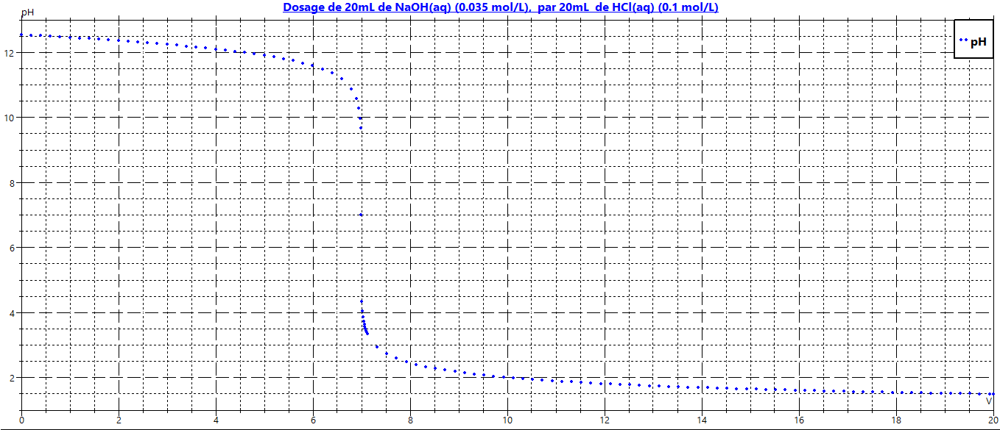 Dosage de 20mL de NaOH(aq) (0.035 mol/L), par 20mL de HCl(aq) (0.1 mol/L)
pH
pH
12
10
8
6
4
2
V
0 2 4 6 8 10 12 14 16 18 20